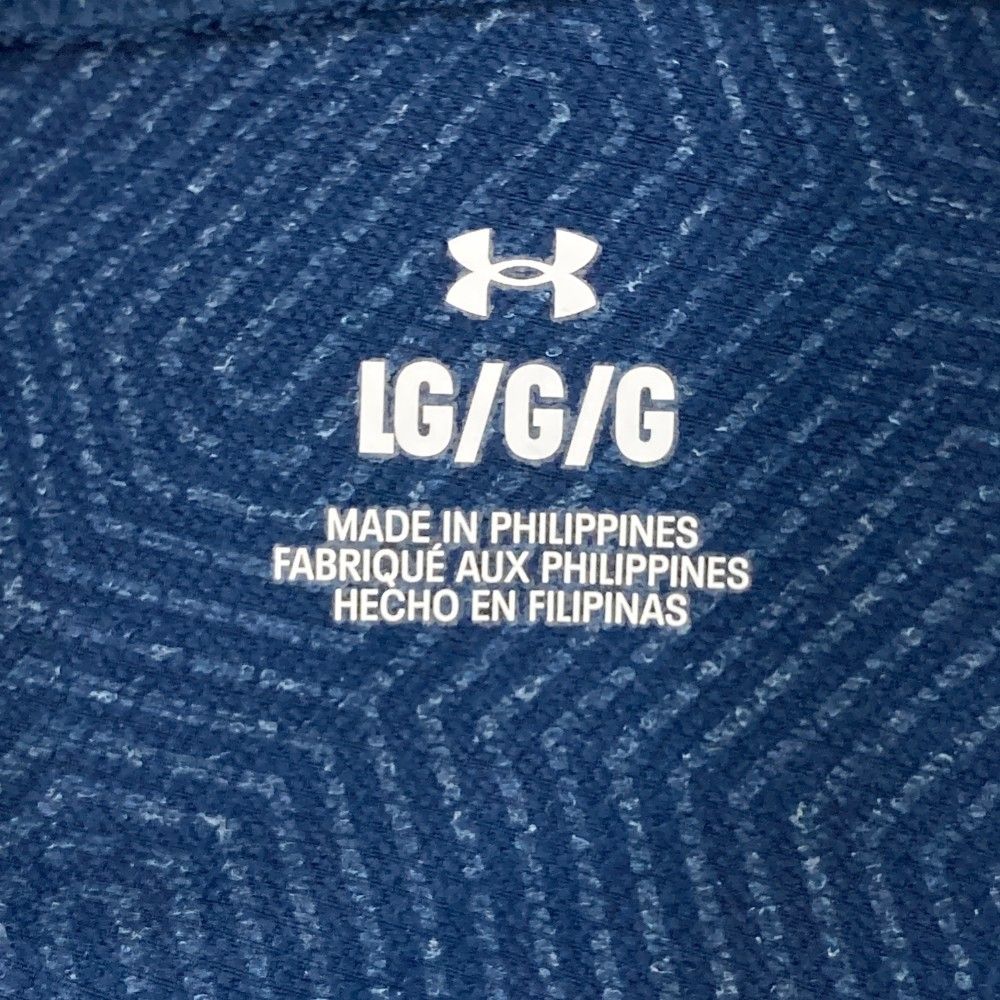 LG/G/G
MADE IN PHILIPPINES
FABRIQUÉ AUX PHILIPPINES
HECHO EN FILIPINAS